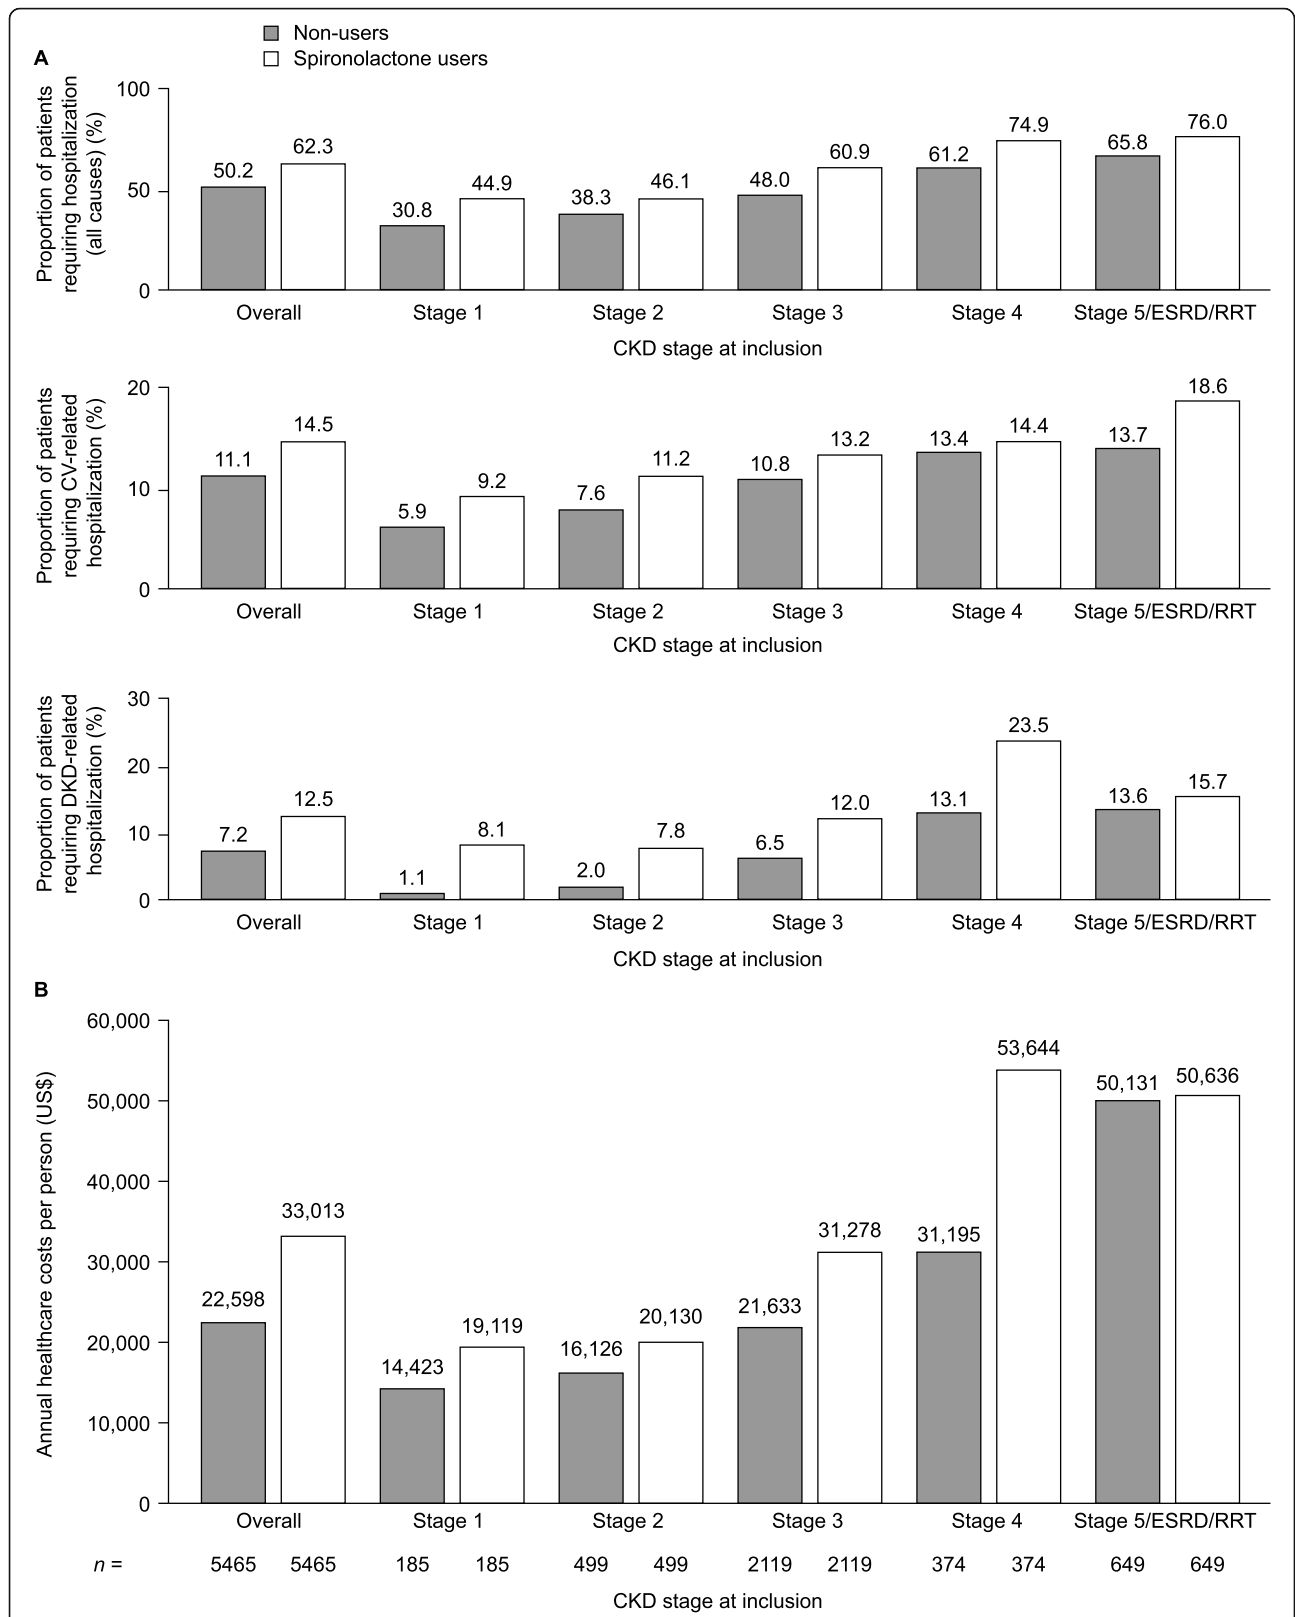 Non-users
Spironolactone users
A
Proportion of patients
requiring hospitalization
(all causes) (%)
100
50
0
50.2
62.3
30.8
44.9
38.3
46.1
48.0
60.9
61.2
74.9
65.8
76.0
Overall
Stage 1
Stage 2
Stage 3
Stage 4
Stage 5/ESRD/RRT
CKD stage at inclusion
Proportion of patients
requiring CV-related
hospitalization (%)
20
10
0
11.1
14.5
5.9
9.2
7.6
11.2
10.8
13.2
13.4
14.4
13.7
18.6
Overall
Stage 1
Stage 2
Stage 3
Stage 4
Stage 5/ESRD/RRT
CKD stage at inclusion
Proportion of patients
requiring DKD-related
hospitalization (%)
30
20
10
0
7.2
12.5
1.1
8.1
2.0
7.8
6.5
12.0
13.1
23.5
13.6
15.7
Overall
Stage 1
Stage 2
Stage 3
Stage 4
Stage 5/ESRD/RRT
CKD stage at inclusion
B
Annual healthcare costs per person (US$)
60,000
50,000
40,000
30,000
20,000
10,000
0
22,598
33,013
14,423
19,119
16,126
20,130
21,633
31,278
31,195
53,644
50,131
50,636
Overall
Stage 1
Stage 2
Stage 3
Stage 4
Stage 5/ESRD/RRT
n = 5465 5465 185 185 499 499 2119 2119 374 374 649 649
CKD stage at inclusion